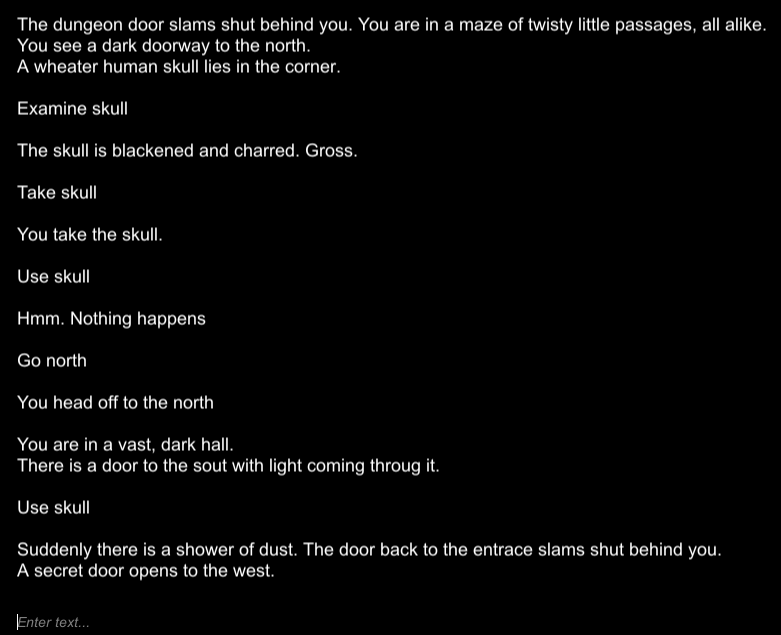 The dungeon door slams shut behind you. You are in a maze of twisty little passages, all alike.
You see a dark doorway to the north.
A wheater human skull lies in the corner.
Examine skull
The skull is blackened and charred. Gross.
Take skull
You take the skull.
Use skull
Hmm. Nothing happens
Go north
You head off to the north
You are in a vast, dark hall.
There is a door to the sout with light coming throug it.
Use skull
Suddenly there is a shower of dust. The door back to the entrace slams shut behind you.
A secret door opens to the west.
Enter text...